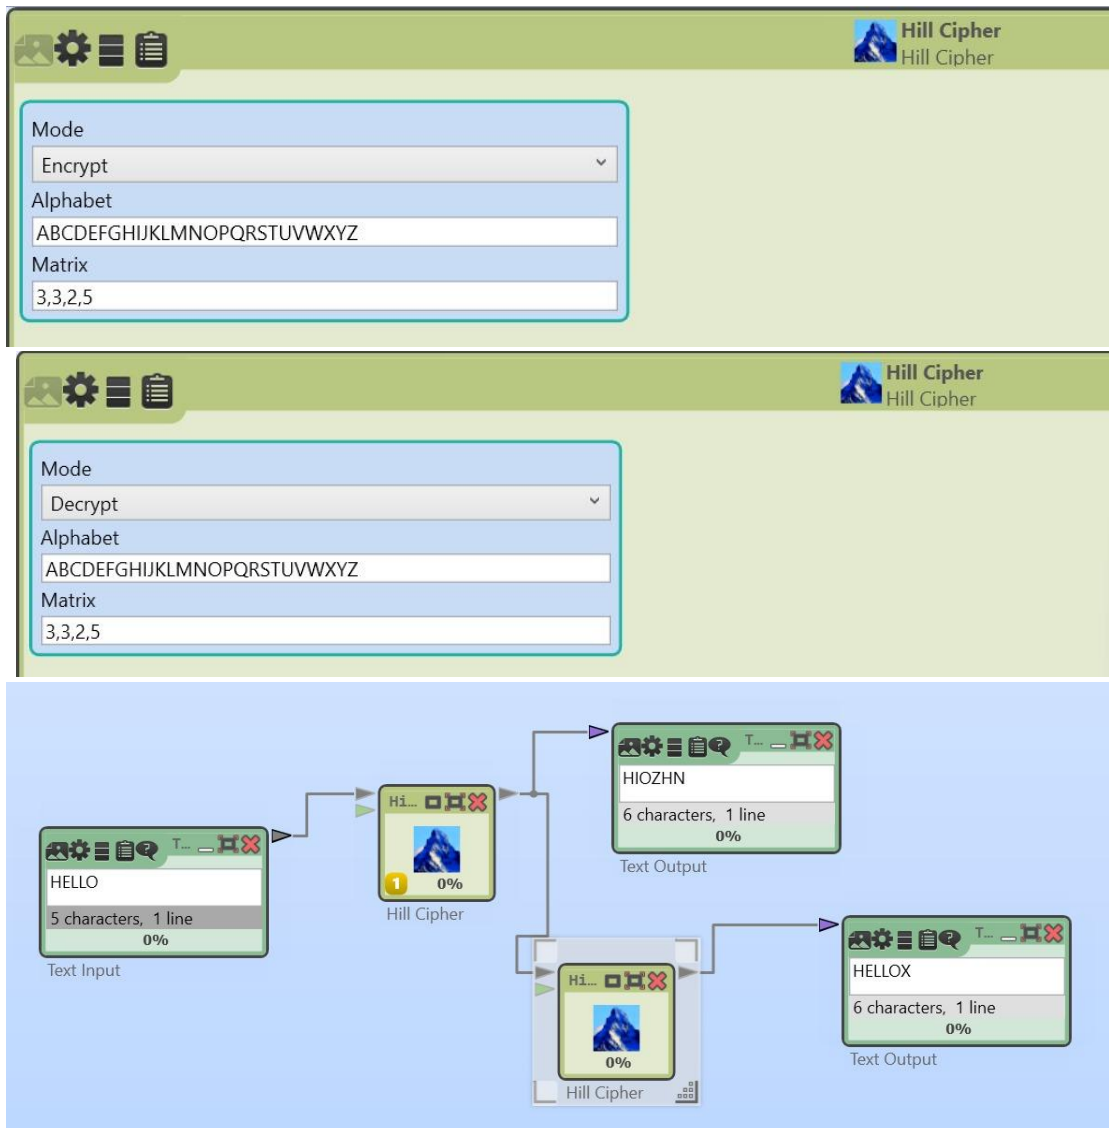 Hill Cipher
Hill Cipher
Mode
Encrypt
Alphabet
ABCDEFGHIJKLMNOPQRSTUVWXYZ
Matrix
3,3,2,5
Hill Cipher
Hill Cipher
Mode
Decrypt
Alphabet
ABCDEFGHIJKLMNOPQRSTUVWXYZ
Matrix
3,3,2,5
T...
HELLO
5 characters, 1 line
0%
Text Input
Hi...
1
0%
Hill Cipher
T...
HIOZHN
6 characters, 1 line
0%
Text Output
Hi...
0%
Hill Cipher
T...
HELLOX
6 characters, 1 line
0%
Text Output